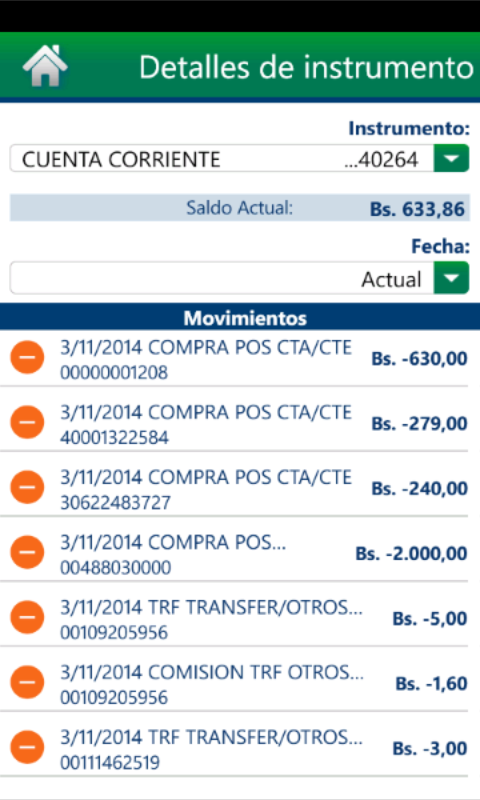 Detalles de instrumento
Instrumento:
CUENTA CORRIENTE ...40264
Saldo Actual: Bs. 633,86
Fecha:
Actual
Movimientos
3/11/2014 COMPRA POS CTA/CTE
00000001208
Bs. -630,00
3/11/2014 COMPRA POS CTA/CTE
40001322584
Bs. -279,00
3/11/2014 COMPRA POS CTA/CTE
30622483727
Bs. -240,00
3/11/2014 COMPRA POS...
00488030000
Bs. -2.000,00
3/11/2014 TRF TRANSFER/OTROS...
00109205956
Bs. -5,00
3/11/2014 COMISION TRF OTROS...
00109205956
Bs. -1,60
3/11/2014 TRF TRANSFER/OTROS...
00111462519
Bs. -3,00